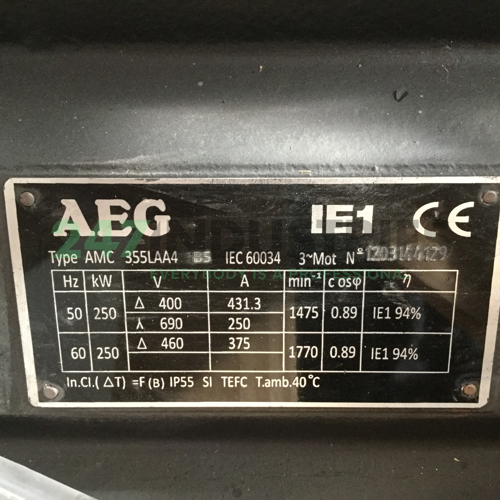 AEG IE1 CE
Type AMC 355LAA4 B5 IEC 60034 3~Mot Nº
Hz kW V A min⁻¹ cosφ η
50 250 Δ 400 431.3 1475 0.89 IE1 94%
λ 690 250
60 250 Δ 460 375 1770 0.89 IE1 94%
In.Cl.(ΔT) =F(B) IP55 SI TEFC T.amb.40°C